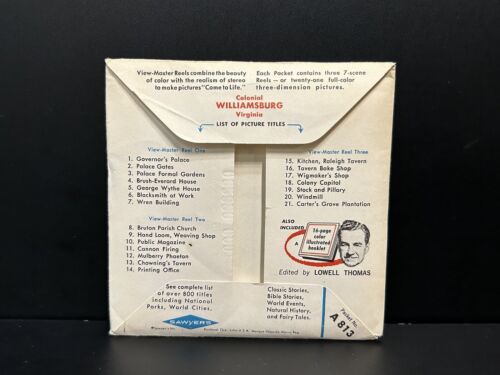 View-Master Reels combine the beauty
of color with the realism of stereo
to make pictures "Come to Life."
Each Packet contains three 7-scene
Reels — or twenty-one full-color
three-dimension pictures.
Colonial
WILLIAMSBURG
Virginia
LIST OF PICTURE TITLES
View-Master Reel One
1. Governor's Palace
2. Palace Gates
3. Palace Formal Gardens
4. Brush-Everard House
5. George Wythe House
6. Blacksmith at Work
7. Wren Building
View-Master Reel Two
8. Bruton Parish Church
9. Hand Loom, Weaving Shop
10. Public Magazine
11. Cannon Firing
12. Mulberry Phaeton
13. Chowning's Tavern
14. Printing Office
View-Master Reel Three
15. Kitchen, Raleigh Tavern
16. Tavern Bake Shop
17. Wigmaker's Shop
18. Colony Capitol
19. Stock and Pillary
20. Windmill
21. Carter's Grove Plantation
ALSO
INCLUDED
A
16-page
color
illustrated
booklet
Edited by LOWELL THOMAS
See complete list
of over 800 titles
including National
Parks, World Cities.
Classic Stories,
Bible Stories,
World Events,
Natural History,
and Fairy Tales.
SAWYERS
Packet No.
A 813